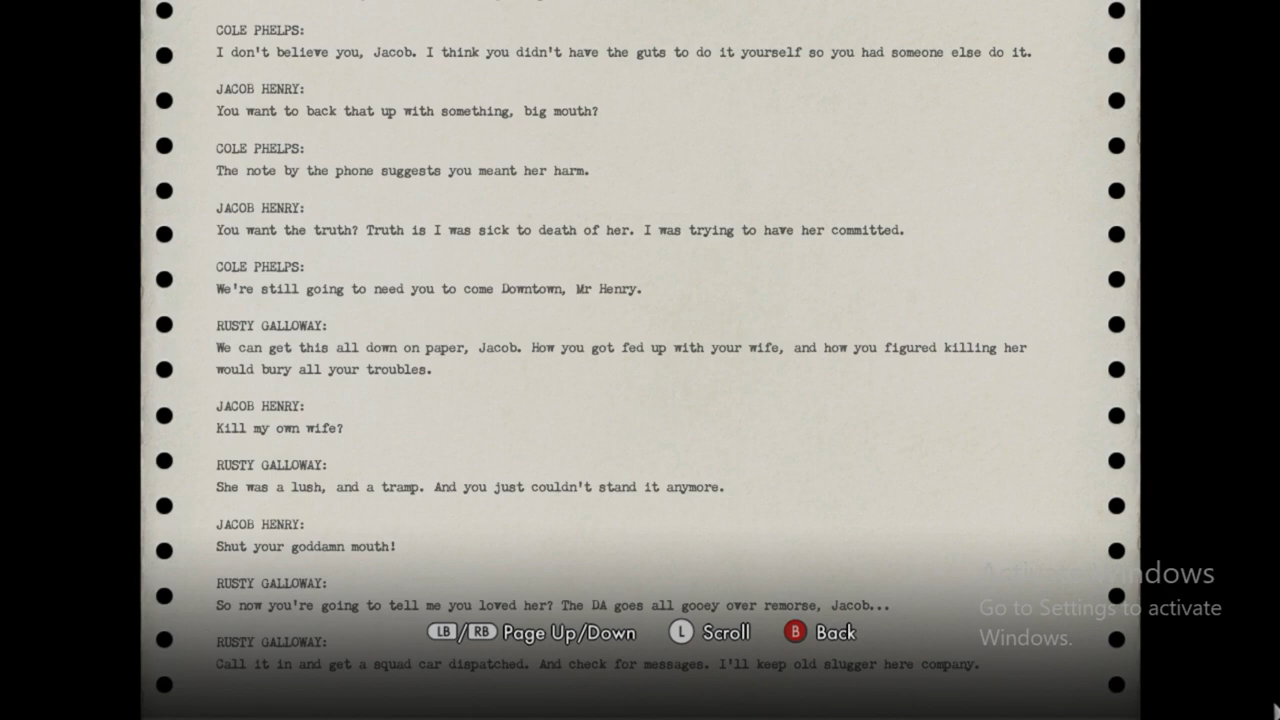 COLE PHELPS:
I don't believe you, Jacob. I think you didn't have the guts to do it yourself so you had someone else do it.
JACOB HENRY:
You want to back that up with something, big mouth?
COLE PHELPS:
The note by the phone suggests you meant her harm.
JACOB HENRY:
You want the truth? Truth is I was sick to death of her. I was trying to have her committed.
COLE PHELPS:
We're still going to need you to come Downtown, Mr Henry.
RUSTY GALLOWAY:
We can get this all down on paper, Jacob. How you got fed up with your wife, and how you figured killing her
would bury all your troubles.
JACOB HENRY:
Kill my own wife?
RUSTY GALLOWAY:
She was a lush, and a tramp. And you just couldn't stand it anymore.
JACOB HENRY:
Shut your goddamn mouth!
RUSTY GALLOWAY:
So now you're going to tell me you loved her? The DA goes all gooey over remorse, Jacob...
RUSTY GALLOWAY:
Call it in and get a squad car dispatched. And check for messages. I'll keep old slugger here company.
LB/RB Page Up/Down L Scroll B Back
Activate Windows
Go to Settings to activate
Windows.